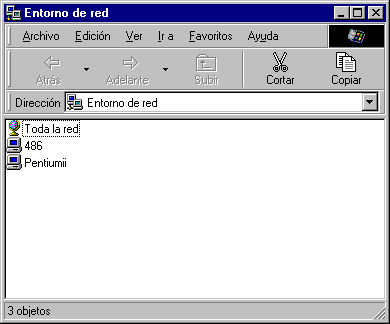 Entorno de red
Archivo Edición Ver Ir a Favoritos Ayuda
Atrás Adelante Subir Cortar Copiar
Dirección Entorno de red
Toda la red
486
Pentiumii
3 objetos